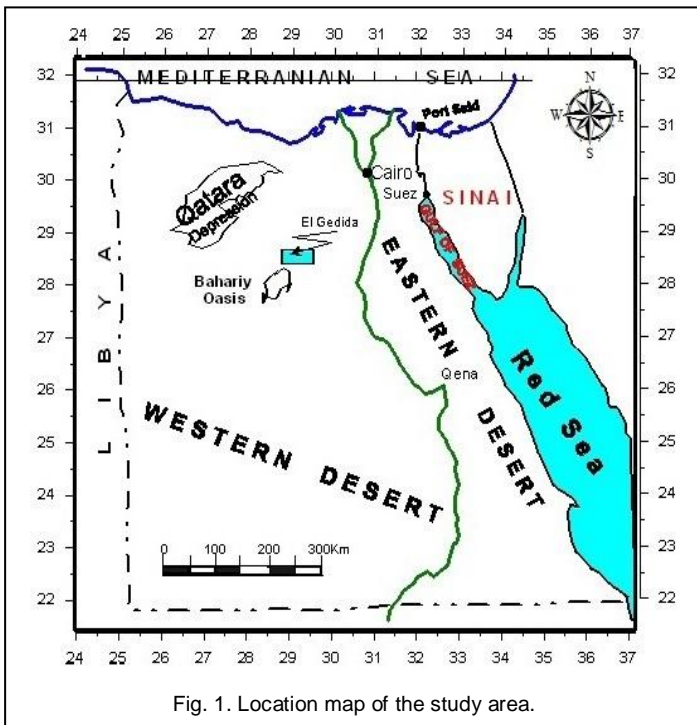 24 25 26 27 28 29 30 31 32 33 34 35 36 37
MEDITERRANIAN SEA
32 31 30 29 28 27 26 25 24 23 22
N
W E
S
Port Said
Cairo
Suez
SINAI
GULF OF SUEZ
Qatara
Depression
El Gedida
Bahariy
Oasis
LIBYA
EASTERN DESERT
Qena
Red Sea
WESTERN DESERT
0 100 200 300Km
32 31 30 29 28 27 26 25 24 23 22
24 25 26 27 28 29 30 31 32 33 34 35 36 37
Fig. 1. Location map of the study area.